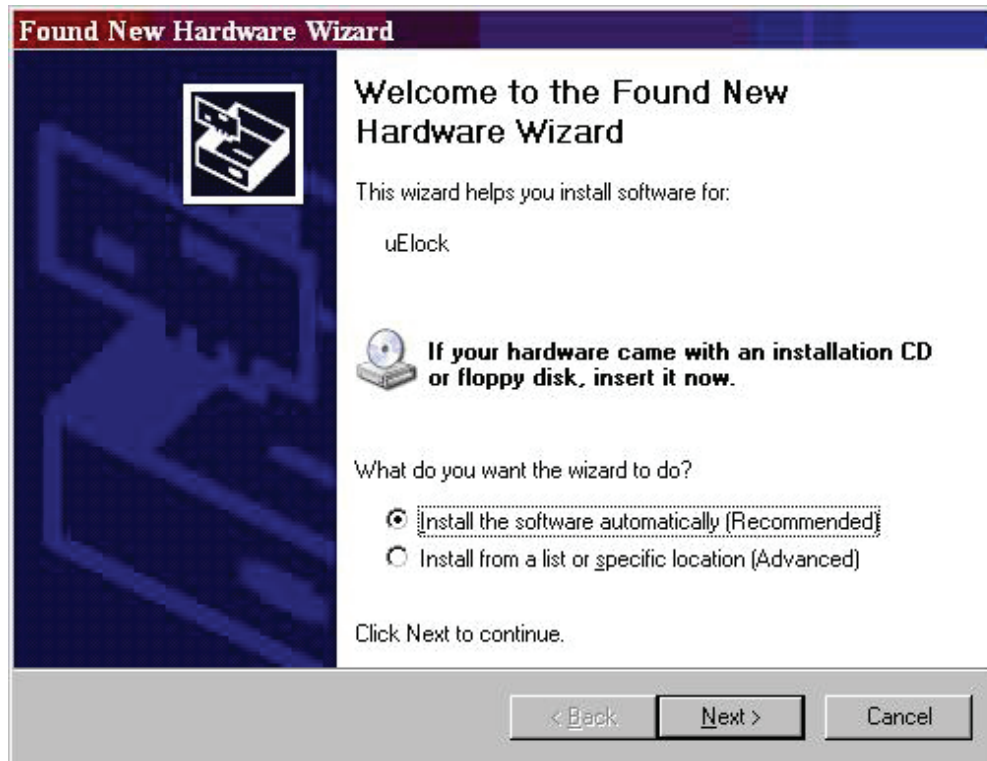 Found New Hardware Wizard
Welcome to the Found New
Hardware Wizard
This wizard helps you install software for:
uElock
If your hardware came with an installation CD
or floppy disk, insert it now.
What do you want the wizard to do?
Install the software automatically (Recommended)
Install from a list or specific location (Advanced)
Click Next to continue.
< Back
Next >
Cancel